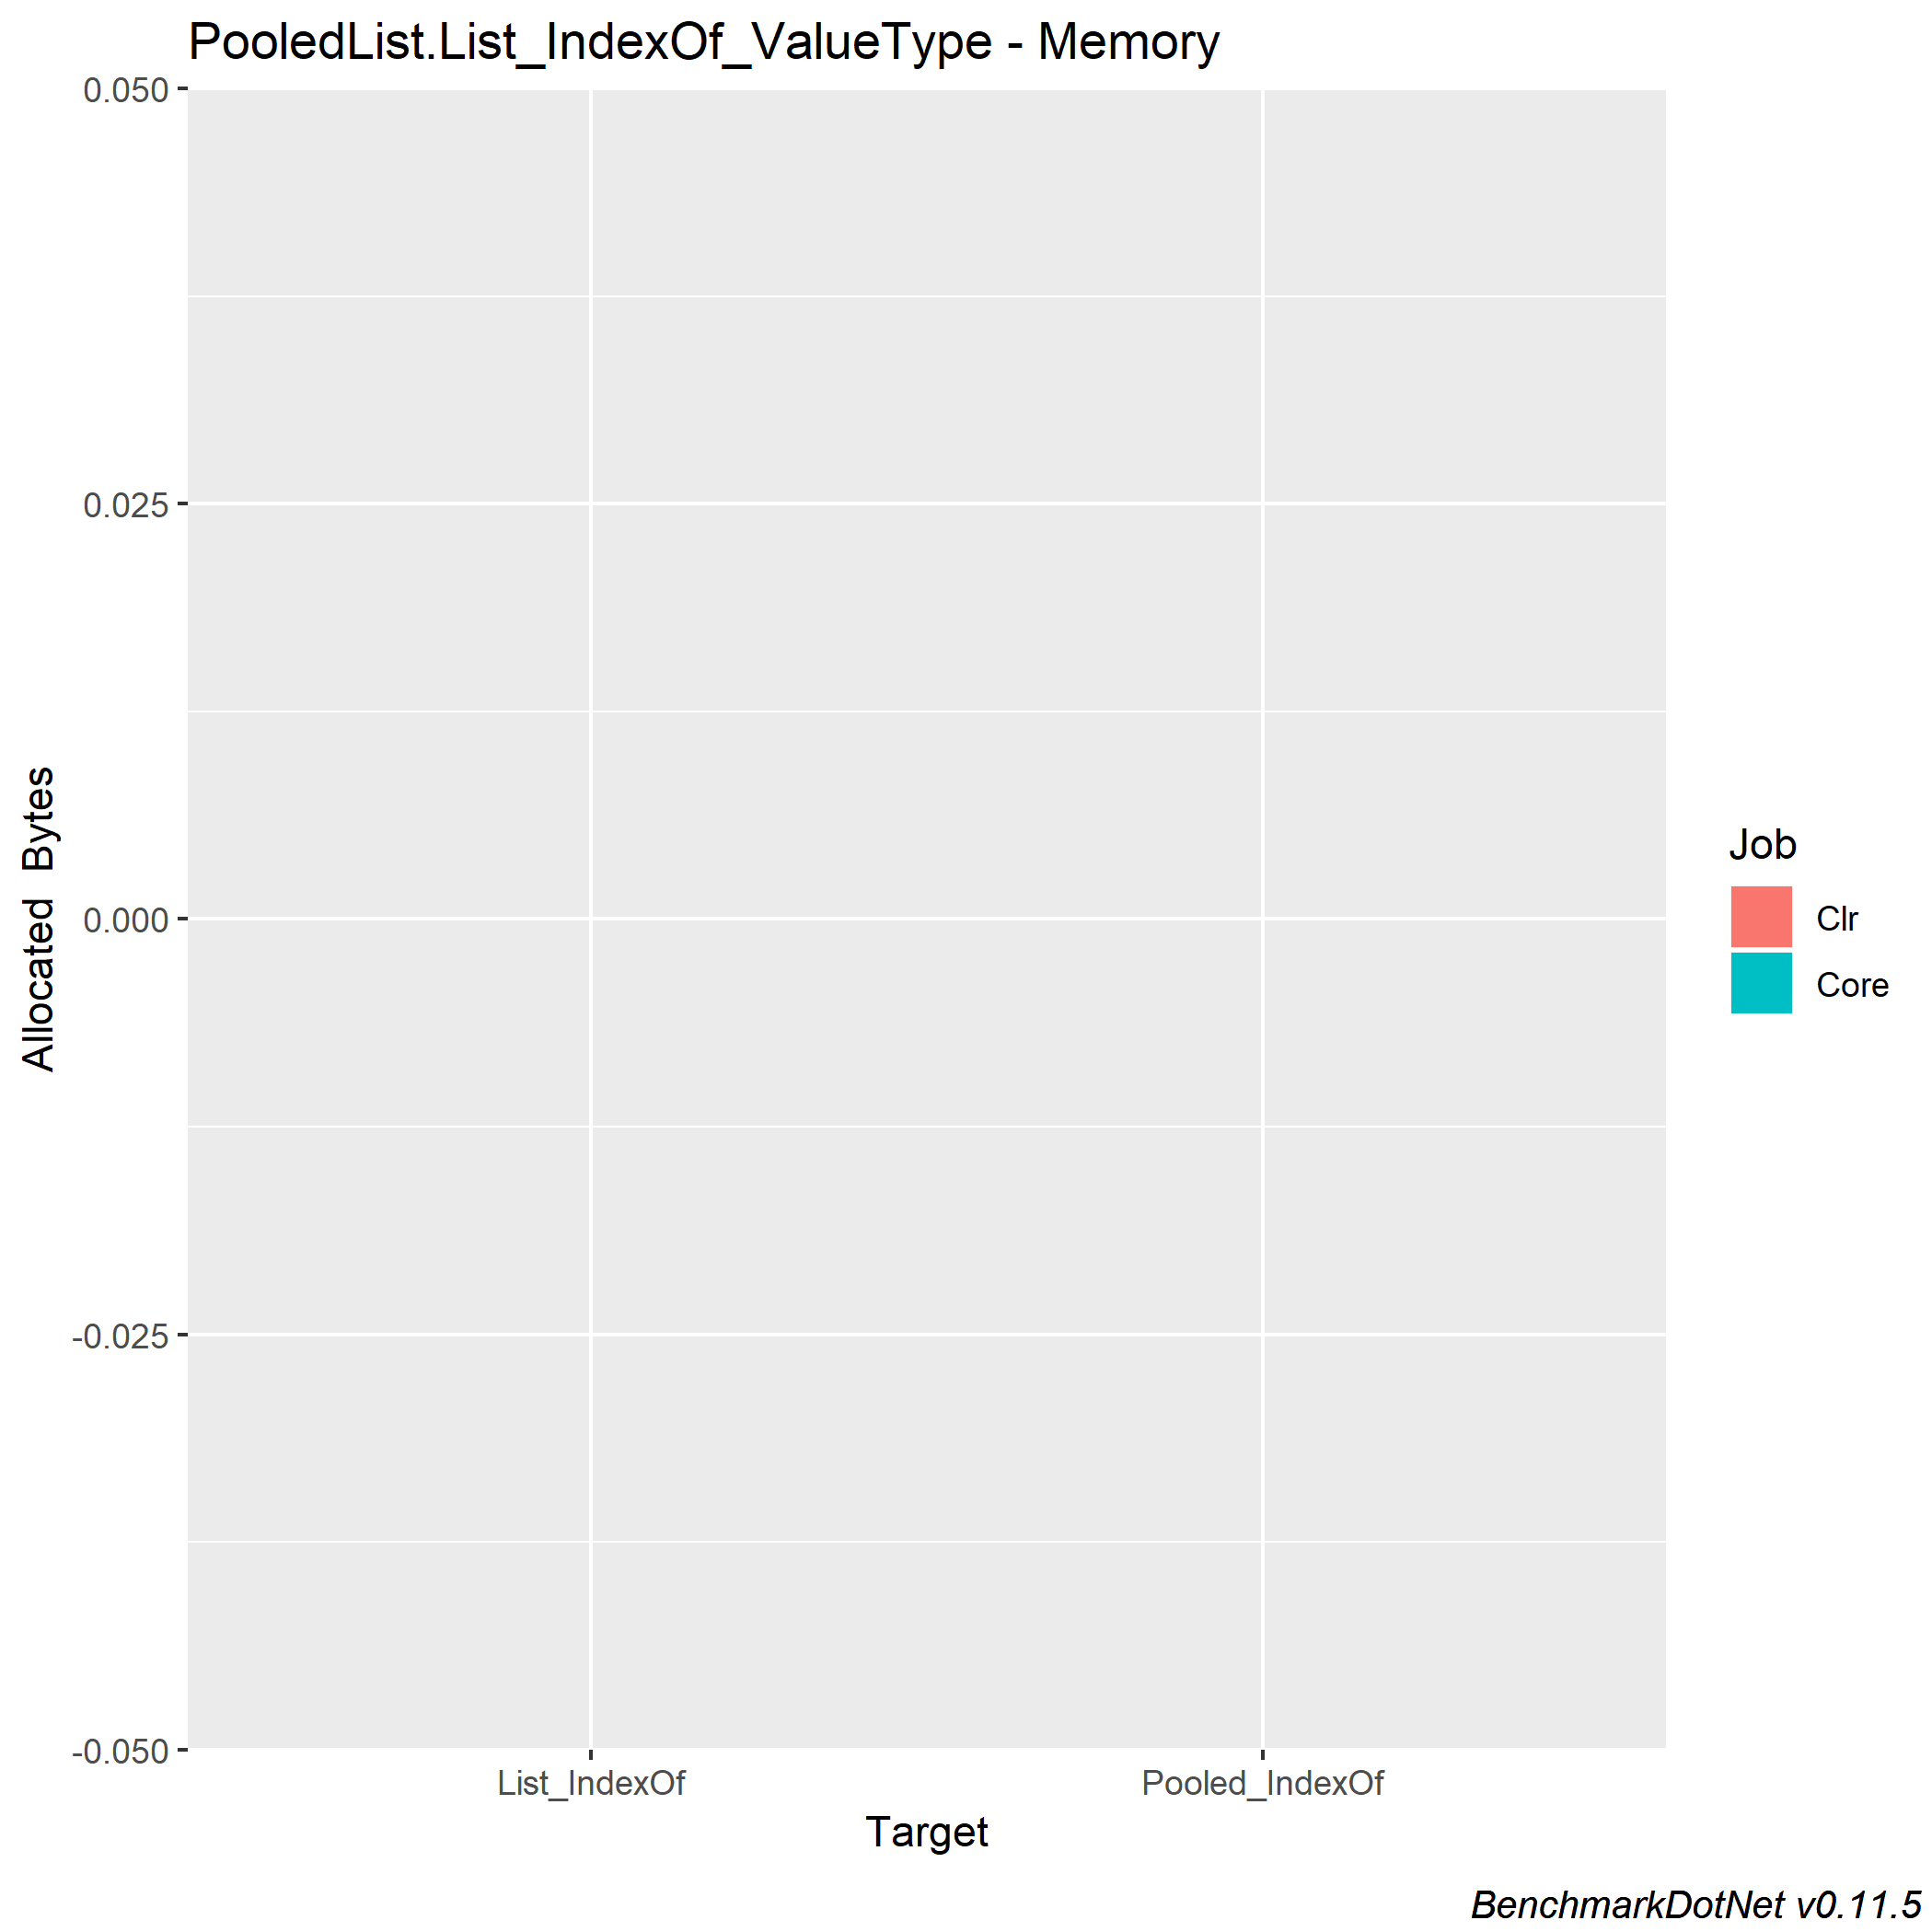 PooledList.List_IndexOf_ValueType - Memory
0.050
0.025
0.000
-0.025
-0.050
Allocated Bytes
List_IndexOf
Pooled_IndexOf
Target
Job
Clr
Core
BenchmarkDotNet v0.11.5